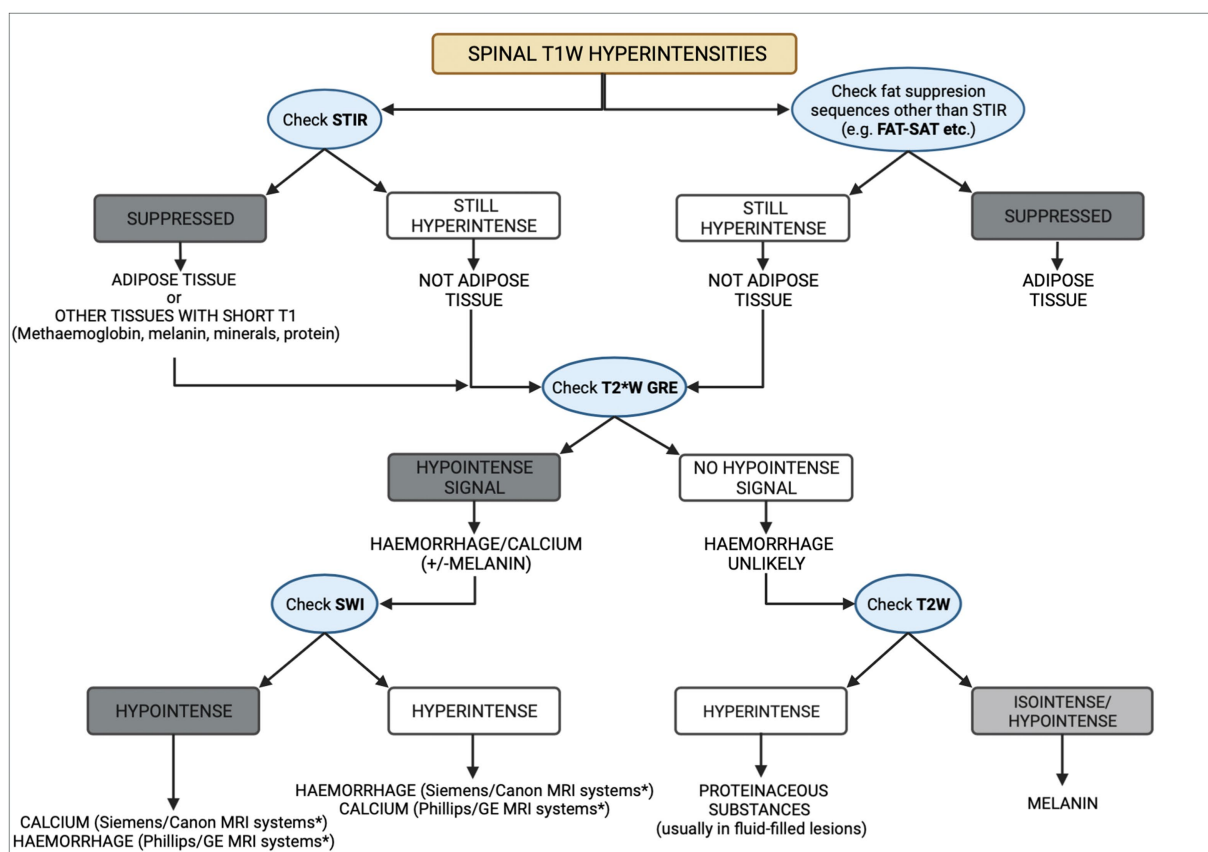 SPINAL T1W HYPERINTENSITIES
Check STIR
Check fat suppresion
sequences other than STIR
(e.g. FAT-SAT etc.)
SUPPRESSED
STILL
HYPERINTENSE
STILL
HYPERINTENSE
SUPPRESSED
ADIPOSE TISSUE
or
OTHER TISSUES WITH SHORT T1
(Methaemoglobin, melanin, minerals, protein)
NOT ADIPOSE
TISSUE
NOT ADIPOSE
TISSUE
ADIPOSE
TISSUE
Check T2*W GRE
HYPOINTENSE
SIGNAL
NO HYPOINTENSE
SIGNAL
HAEMORRHAGE/CALCIUM
(+/-MELANIN)
HAEMORRHAGE
UNLIKELY
Check SWI
Check T2W
HYPOINTENSE
HYPERINTENSE
HYPERINTENSE
ISOINTENSE/
HYPOINTENSE
CALCIUM (Siemens/Canon MRI systems*)
HAEMORRHAGE (Phillips/GE MRI systems*)
HAEMORRHAGE (Siemens/Canon MRI systems*)
CALCIUM (Phillips/GE MRI systems*)
PROTEINACEOUS
SUBSTANCES
(usually in fluid-filled lesions)
MELANIN